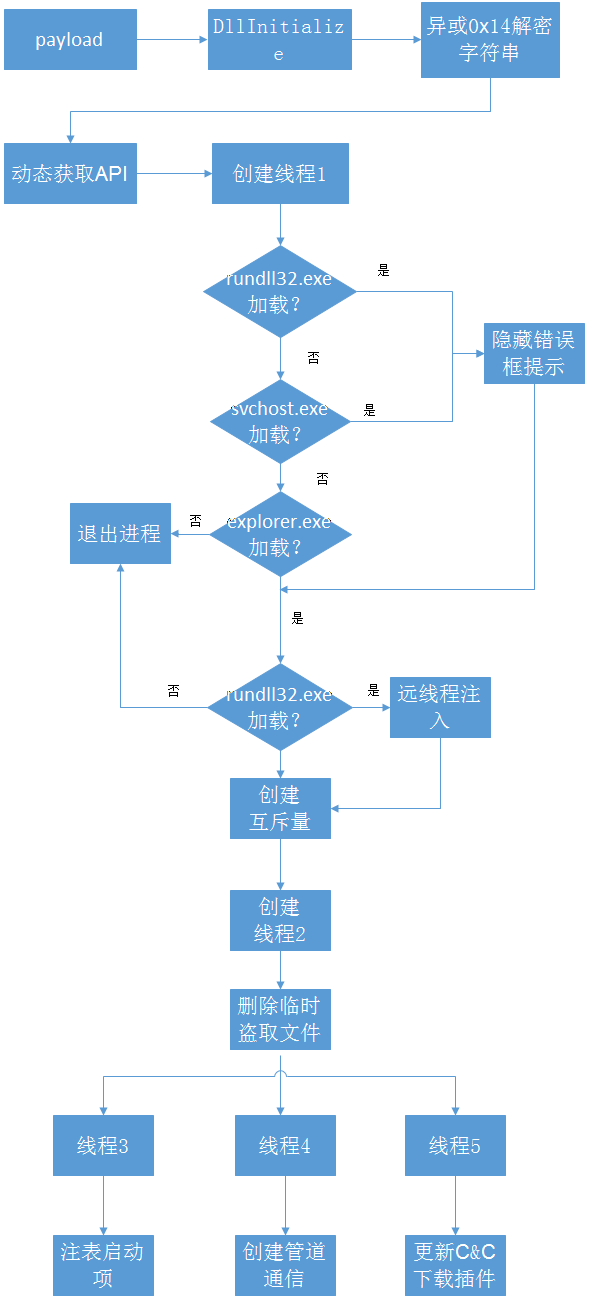 payload
DllInitializ
e
异或0x14解密
字符串
动态获取API
创建线程1
rundll32.exe
加载？
是
否
隐藏错误
框提示
svchost.exe
加载？
是
否
退出进程
否
explorer.exe
加载？
是
否
rundll32.exe
加载？
是
远线程注
入
创建
互斥量
创建
线程2
删除临时
盗取文件
线程3
线程4
线程5
注表启动
项
创建管道
通信
更新C&C
下载插件